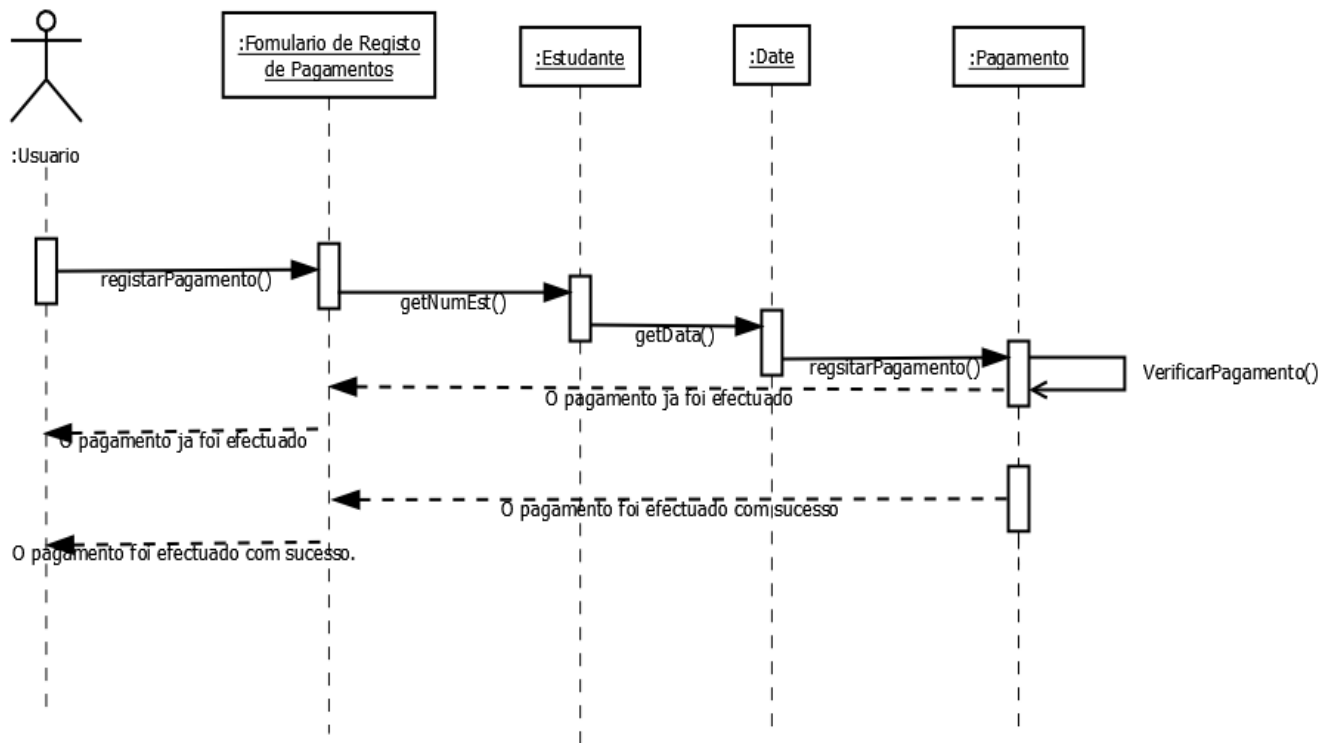 :Fomulario de Registo
de Pagamentos
:Estudante
:Date
:Pagamento
:Usuario
registarPagamento()
getNumEst()
getData()
regsitarPagamento()
VerificarPagamento()
O pagamento ja foi efectuado
O pagamento ja foi efectuado
O pagamento foi efectuado com sucesso
O pagamento foi efectuado com sucesso.